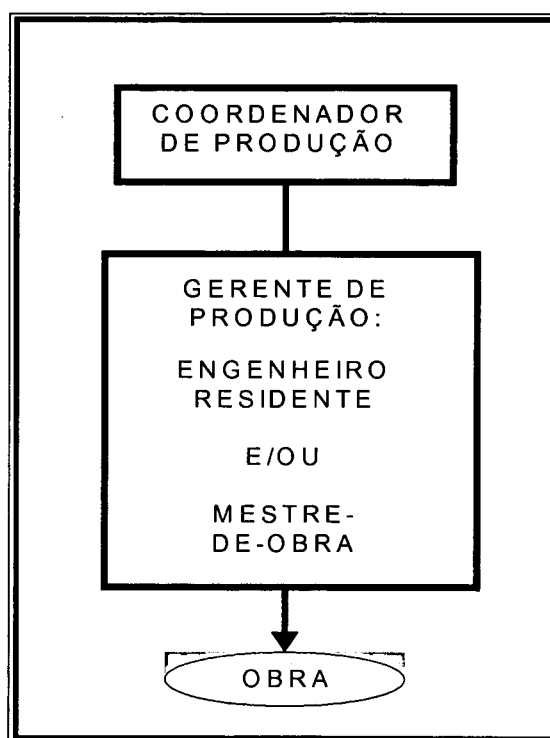 COORDENADOR
DE PRODUÇÃO
GERENTE DE
PRODUÇÃO:
ENGENHEIRO
RESIDENTE
E/OU
MESTRE-
DE-OBRA
OBRA